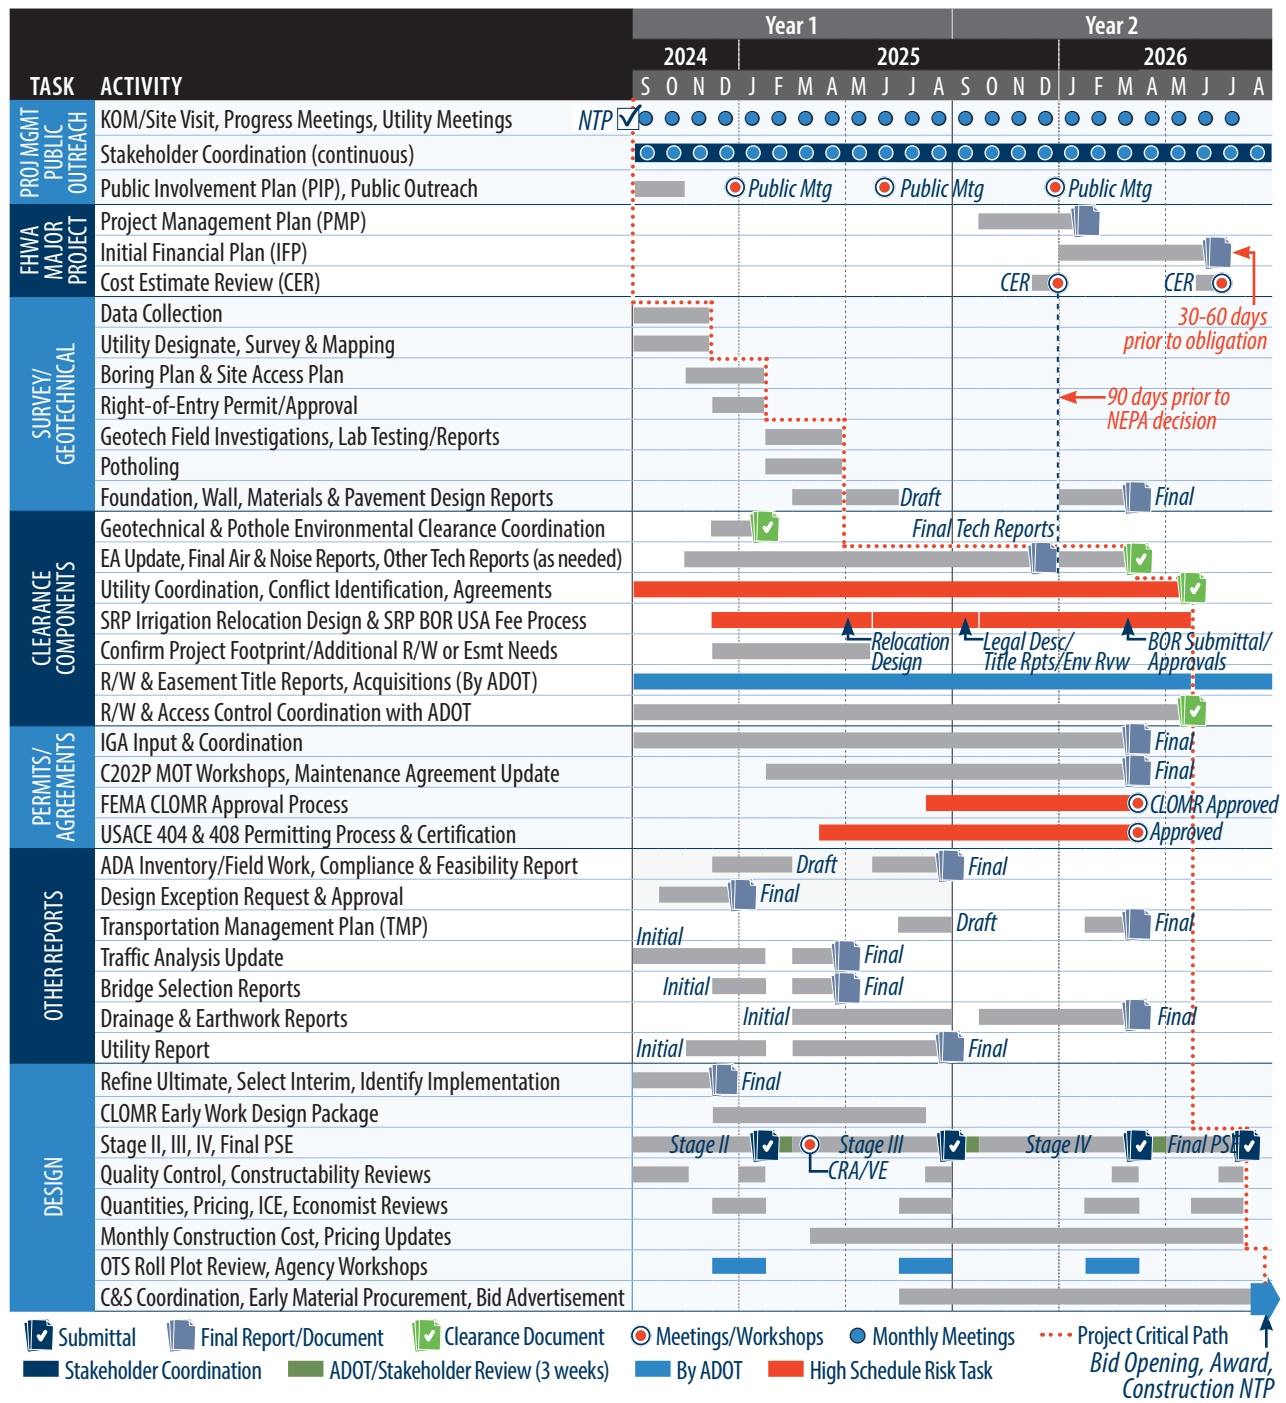 Year 1 Year 2
2024 2025 2026
TASK ACTIVITY S O N D J F M A M J J A S O N D J F M A M J J A
PROJ MGMT
PUBLIC
OUTREACH
KOM/Site Visit, Progress Meetings, Utility Meetings NTP
Stakeholder Coordination (continuous)
Public Involvement Plan (PIP), Public Outreach Public Mtg Public Mtg Public Mtg
FHWA
MAJOR
PROJECT
Project Management Plan (PMP)
Initial Financial Plan (IFP)
Cost Estimate Review (CER) CER CER
30-60 days
prior to obligation
SURVEY/
GEOTECHNICAL
Data Collection
Utility Designate, Survey & Mapping
Boring Plan & Site Access Plan
Right-of-Entry Permit/Approval
90 days prior to
NEPA decision
Geotech Field Investigations, Lab Testing/Reports
Potholing
Foundation, Wall, Materials & Pavement Design Reports Draft Final
CLEARANCE
COMPONENTS
Geotechnical & Pothole Environmental Clearance Coordination Final Tech Reports
EA Update, Final Air & Noise Reports, Other Tech Reports (as needed)
Utility Coordination, Conflict Identification, Agreements
SRP Irrigation Relocation Design & SRP BOR USA Fee Process
Relocation
Design
Legal Desc/
Title Rpts/Env Rvw
BOR Submittal/
Approvals
Confirm Project Footprint/Additional R/W or Esmt Needs
R/W & Easement Title Reports, Acquisitions (By ADOT)
R/W & Access Control Coordination with ADOT
PERMITS/
AGREEMENTS
IGA Input & Coordination Final
C202P MOT Workshops, Maintenance Agreement Update Final
FEMA CLOMR Approval Process CLOMR Approved
USACE 404 & 408 Permitting Process & Certification Approved
OTHER REPORTS
ADA Inventory/Field Work, Compliance & Feasibility Report Draft Final
Design Exception Request & Approval Final
Transportation Management Plan (TMP) Draft Final
Initial
Traffic Analysis Update Final
Bridge Selection Reports Initial Final
Drainage & Earthwork Reports Initial Final
Utility Report Initial Final
DESIGN
Refine Ultimate, Select Interim, Identify Implementation Final
CLOMR Early Work Design Package
Stage II, III, IV, Final PSE Stage II Stage III Stage IV Final PSE
CRA/VE
Quality Control, Constructability Reviews
Quantities, Pricing, ICE, Economist Reviews
Monthly Construction Cost, Pricing Updates
OTS Roll Plot Review, Agency Workshops
C&S Coordination, Early Material Procurement, Bid Advertisement
Submittal Final Report/Document Clearance Document Meetings/Workshops Monthly Meetings Project Critical Path
Stakeholder Coordination ADOT/Stakeholder Review (3 weeks) By ADOT High Schedule Risk Task
Bid Opening, Award,
Construction NTP